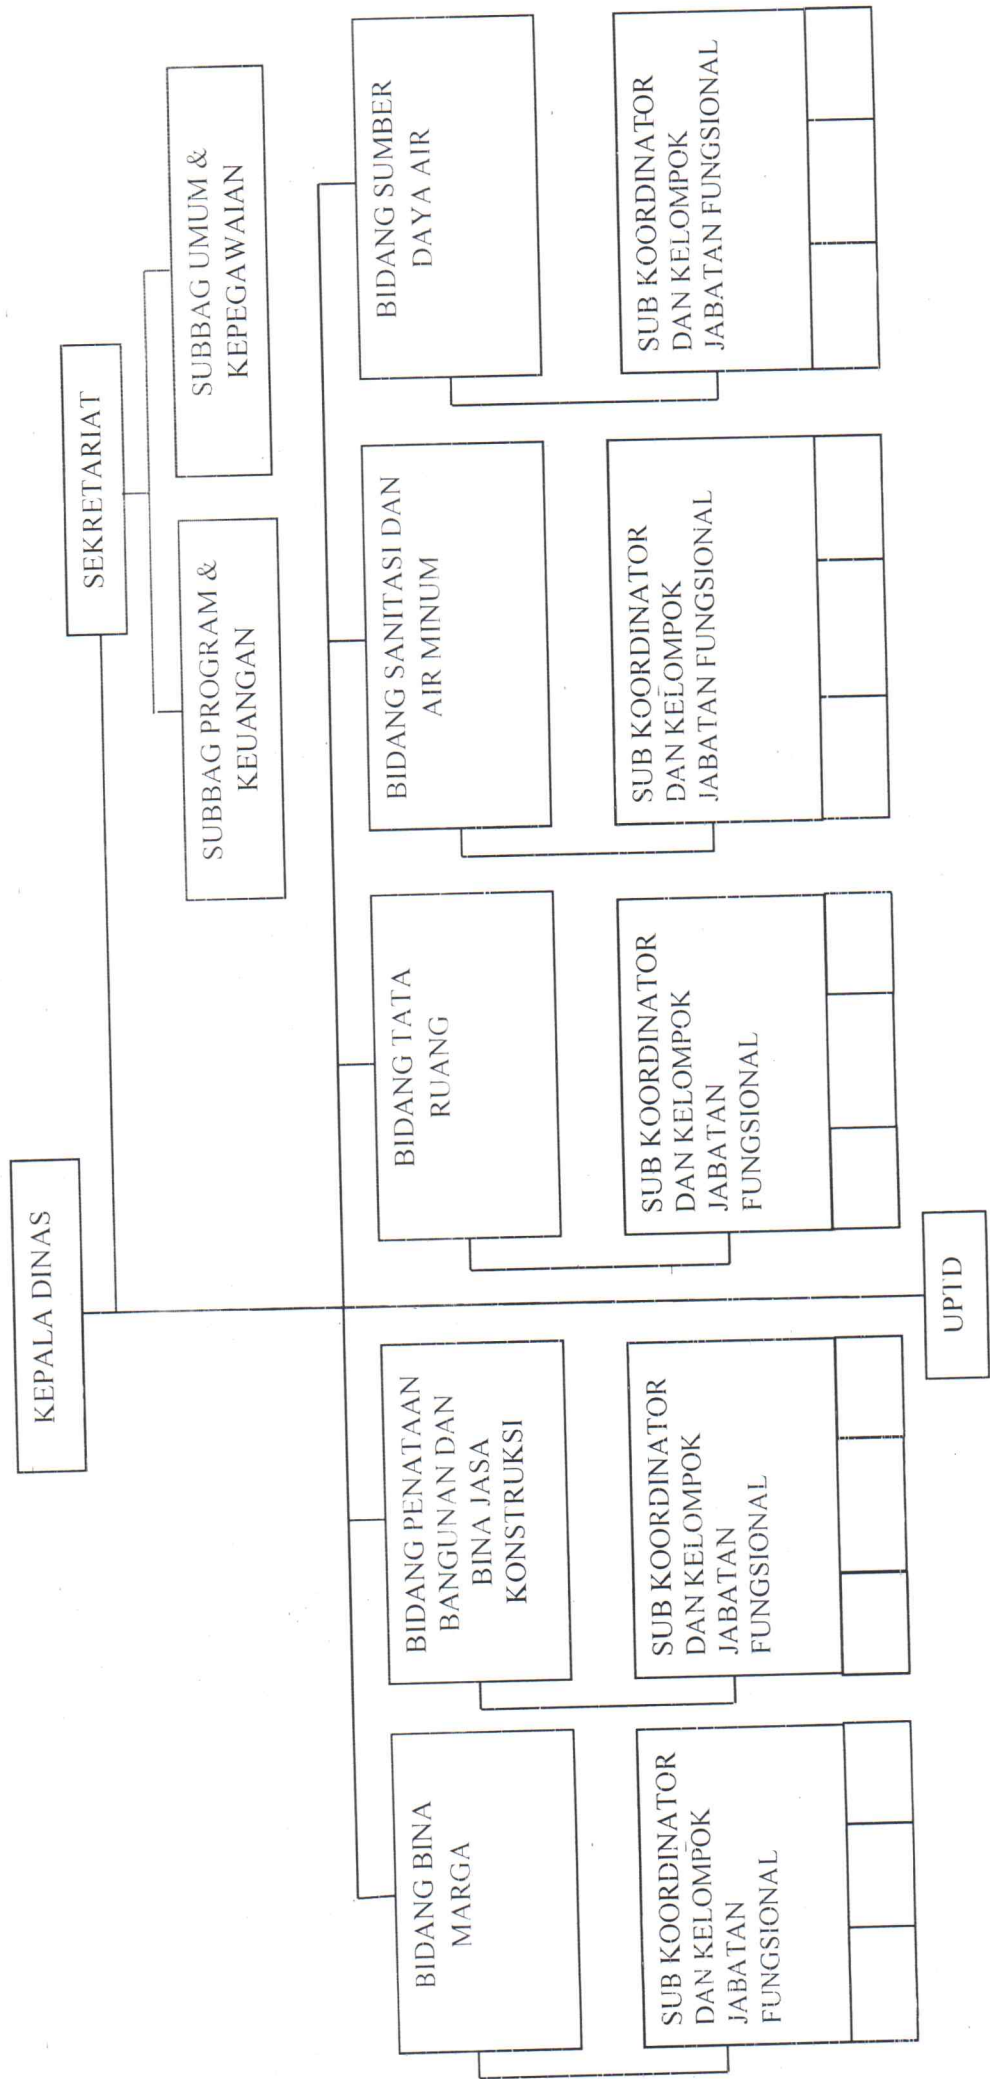 KEPALA DINAS
SEKRETARIAT
SUBBAG PROGRAM &
KEUANGAN
SUBBAG UMUM &
KEPEGAWAIAN
BIDANG BINA
MARGA
BIDANG PENATAAN
BANGUNAN DAN
BINA JASA
KONSTRUKSI
BIDANG TATA
RUANG
BIDANG SANITASI DAN
AIR MINUM
BIDANG SUMBER
DAYA AIR
SUB KOORDINATOR
DAN KELOMPOK
JABATAN
FUNGSIONAL
SUB KOORDINATOR
DAN KELOMPOK
JABATAN
FUNGSIONAL
SUB KOORDINATOR
DAN KELOMPOK
JABATAN
FUNGSIONAL
SUB KOORDINATOR
DAN KELOMPOK
JABATAN FUNGSIONAL
SUB KOORDINATOR
DAN KELOMPOK
JABATAN FUNGSIONAL
UPTD